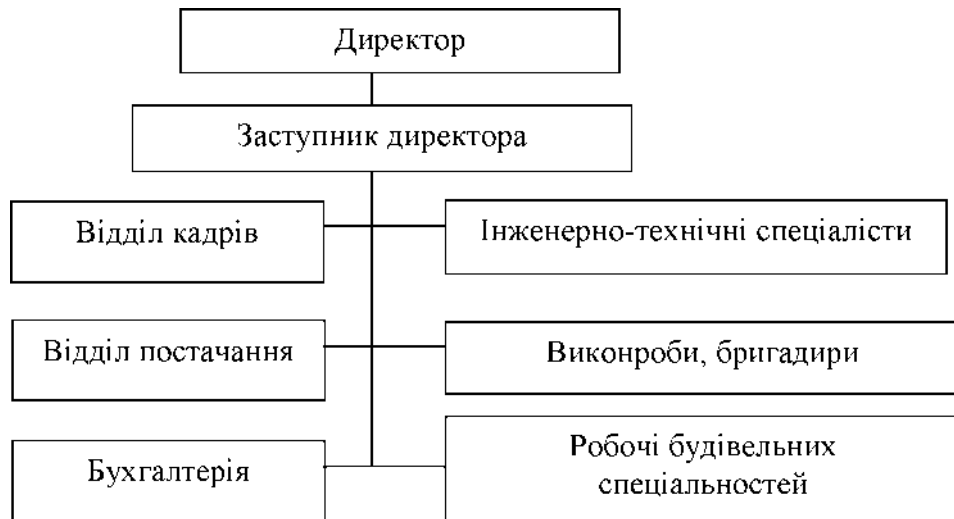 Директор
Заступник директора
Відділ кадрів
Інженерно-технічні спеціалісти
Відділ постачання
Виконроби, бригадири
Бухгалтерія
Робочі будівельних
спеціальностей